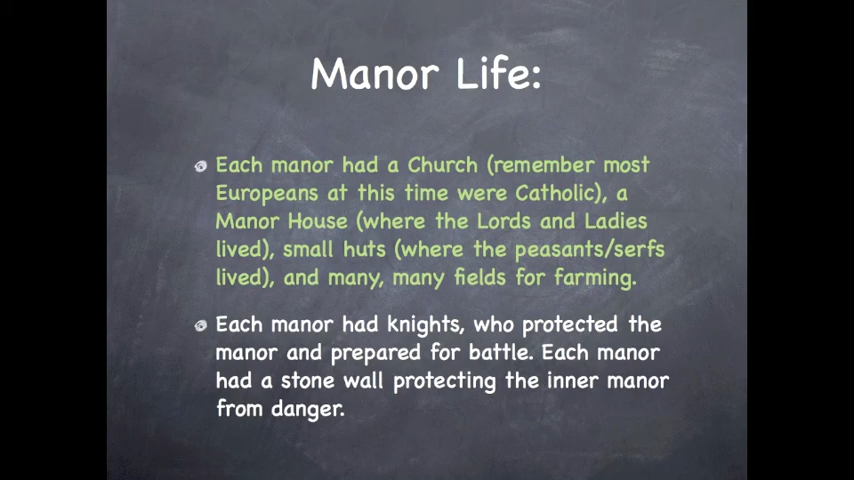 Manor Life:
Each manor had a Church (remember most
Europeans at this time were Catholic), a
Manor House (where the Lords and Ladies
lived), small huts (where the peasants/serfs
lived), and many, many fields for farming.
Each manor had knights, who protected the
manor and prepared for battle. Each manor
had a stone wall protecting the inner manor
from danger.